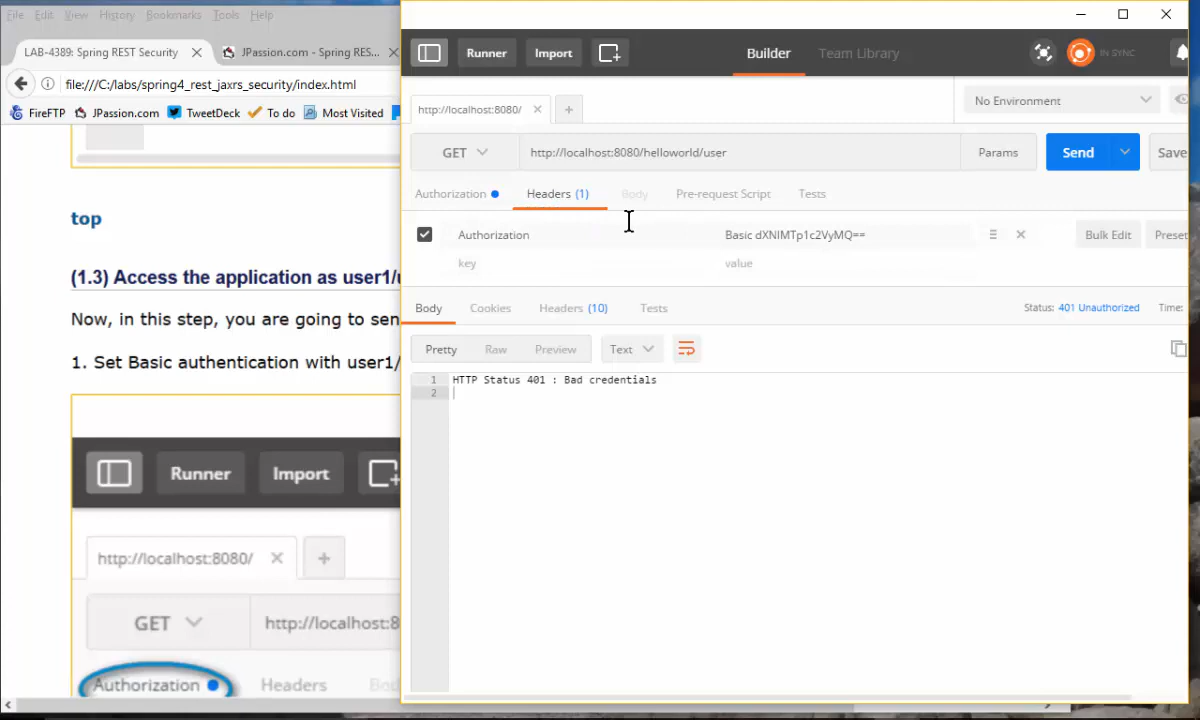 File Edit View History Bookmarks Tools Help
LAB-4389: Spring REST Security
JPassion.com - Spring RES...
file:///C:/labs/spring4_rest_jaxrs_security/index.html
FireFTP JPassion.com TweetDeck To do Most Visited
top
(1.3) Access the application as user1/
Now, in this step, you are going to sen
1. Set Basic authentication with user1/
Runner Import
http://localhost:8080/
GET http://localhost:8
Authorization Headers Bod
Runner Import Builder Team Library IN SYNC
http://localhost:8080/ + No Environment
GET http://localhost:8080/helloworld/user Params Send Save
Authorization Headers (1) Body Pre-request Script Tests
Authorization Basic dXNlMTp1c2VyMQ== Bulk Edit Preset
key value
Body Cookies Headers (10) Tests Status: 401 Unauthorized Time:
Pretty Raw Preview Text
1 HTTP Status 401 : Bad credentials
2